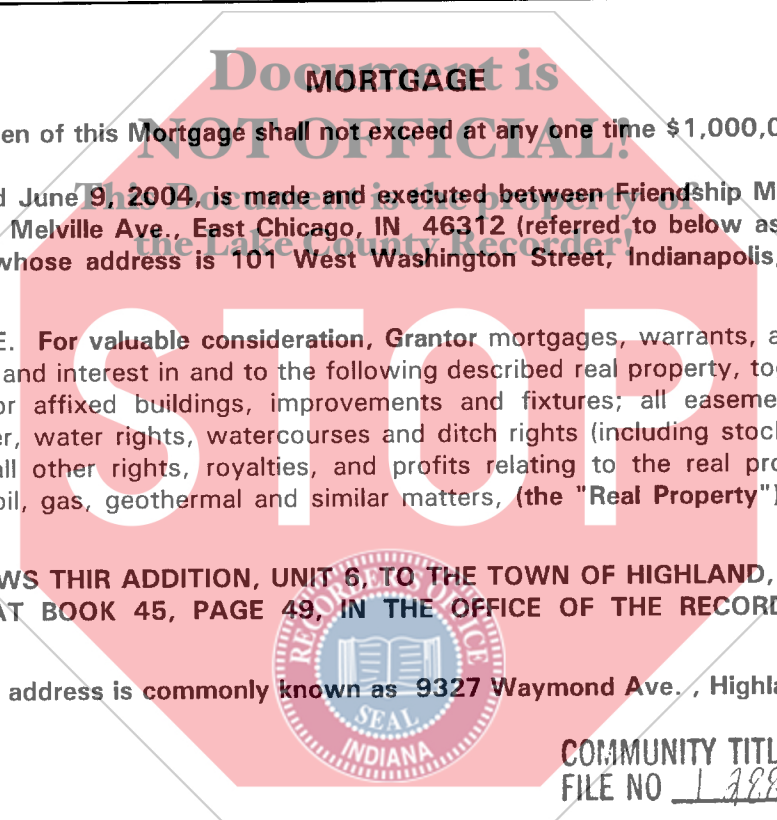 Document is
MORTGAGE
NOT OFFICIAL!
en of this Mortgage shall not exceed at any one time $1,000,0
This Document is the property of
d June 9, 2004, is made and executed between Friendship M
the Lake County Recorder!
Melville Ave., East Chicago, IN 46312 (referred to below as
whose address is 101 West Washington Street, Indianapolis,
STOP
E. For valuable consideration, Grantor mortgages, warrants, a
and interest in and to the following described real property, to
or affixed buildings, improvements and fixtures; all easeme
er, water rights, watercourses and ditch rights (including stock
all other rights, royalties, and profits relating to the real pro
oil, gas, geothermal and similar matters, (the "Real Property")
WS THIR ADDITION, UNIT 6, TO THE TOWN OF HIGHLAND,
AT BOOK 45, PAGE 49, IN THE OFFICE OF THE RECORD
RECORDER'S OFFICE
address is commonly known as 9327 Waymond Ave. , Highla
SEAL
INDIANA
COMMUNITY TITL
FILE NO